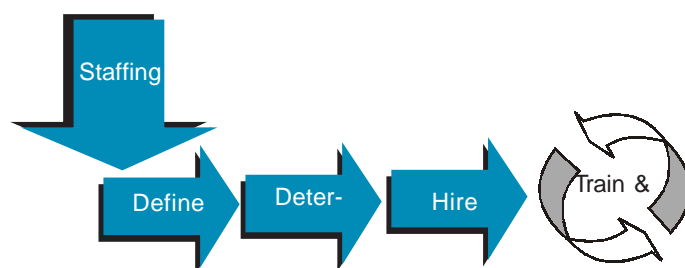 Staffing
Define
Deter-
Hire
Train &